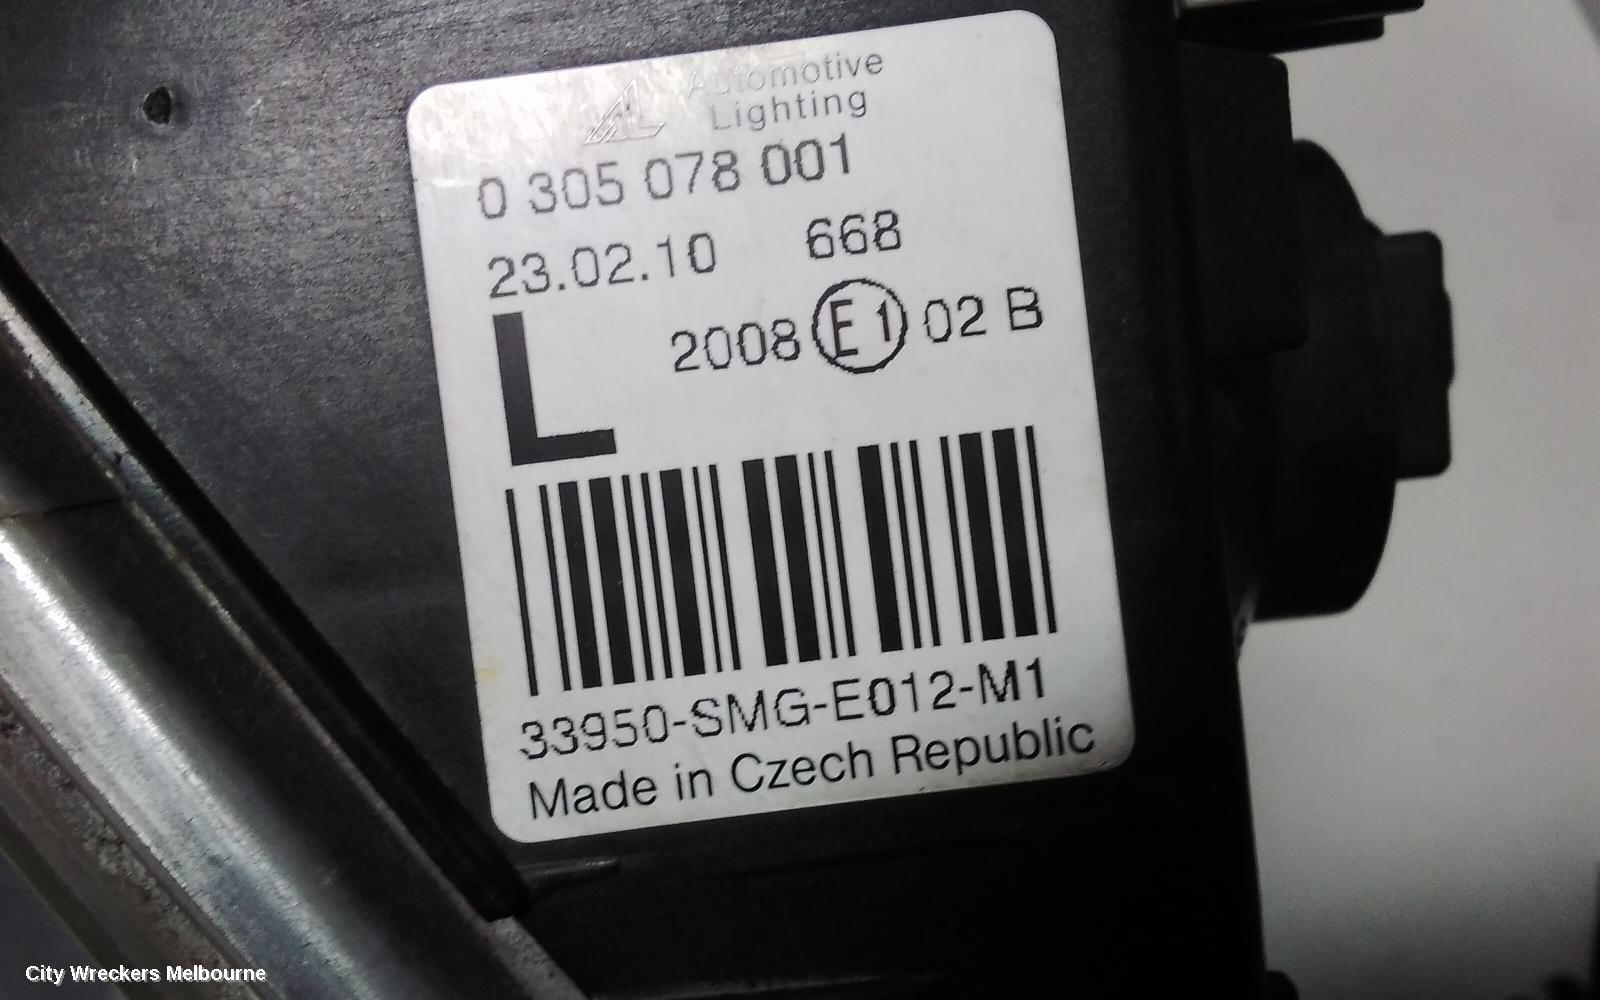 AL Automotive
Lighting
0 305 078 001
23.02.10 668
L 2008 E1 02 B
33950-SMG-E012-M1
Made in Czech Republic
City Wreckers Melbourne